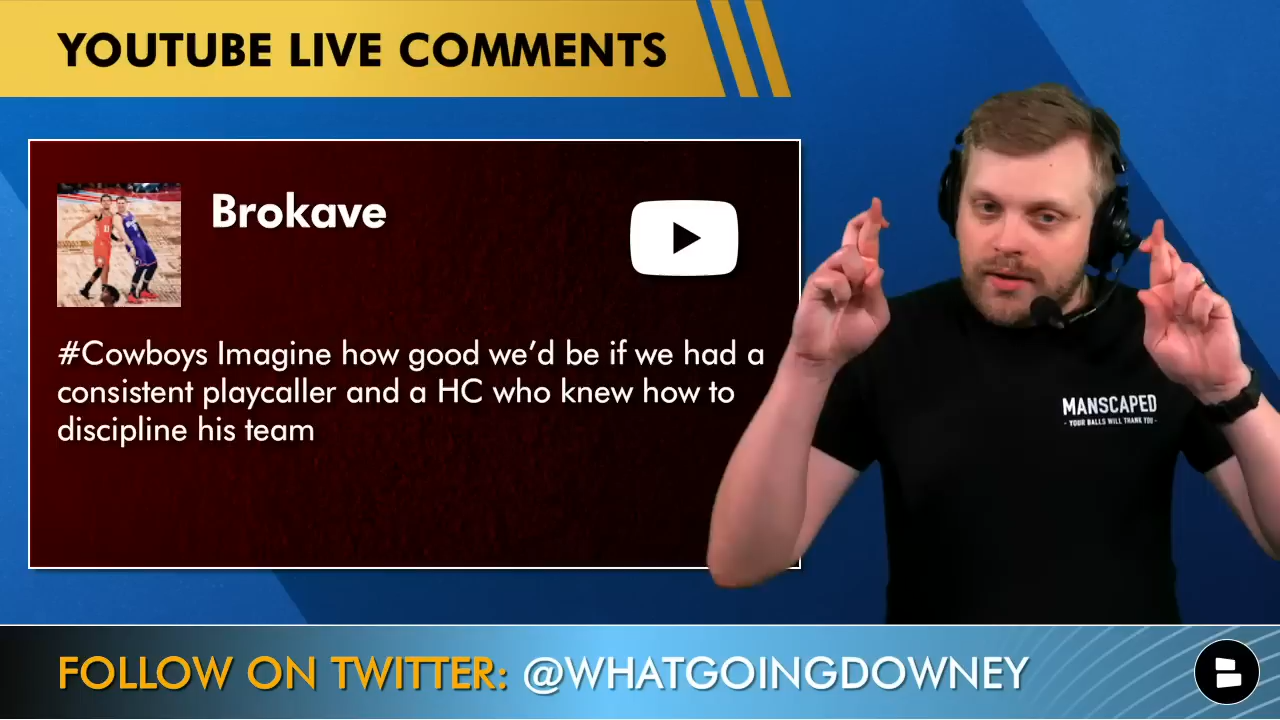 YOUTUBE LIVE COMMENTS
Brokave
#Cowboys Imagine how good we’d be if we had a
consistent playcaller and a HC who knew how to
discipline his team
MANSCAPED
- YOUR BALLS WILL THANK YOU -
FOLLOW ON TWITTER: @WHATGOINGDOWNEY